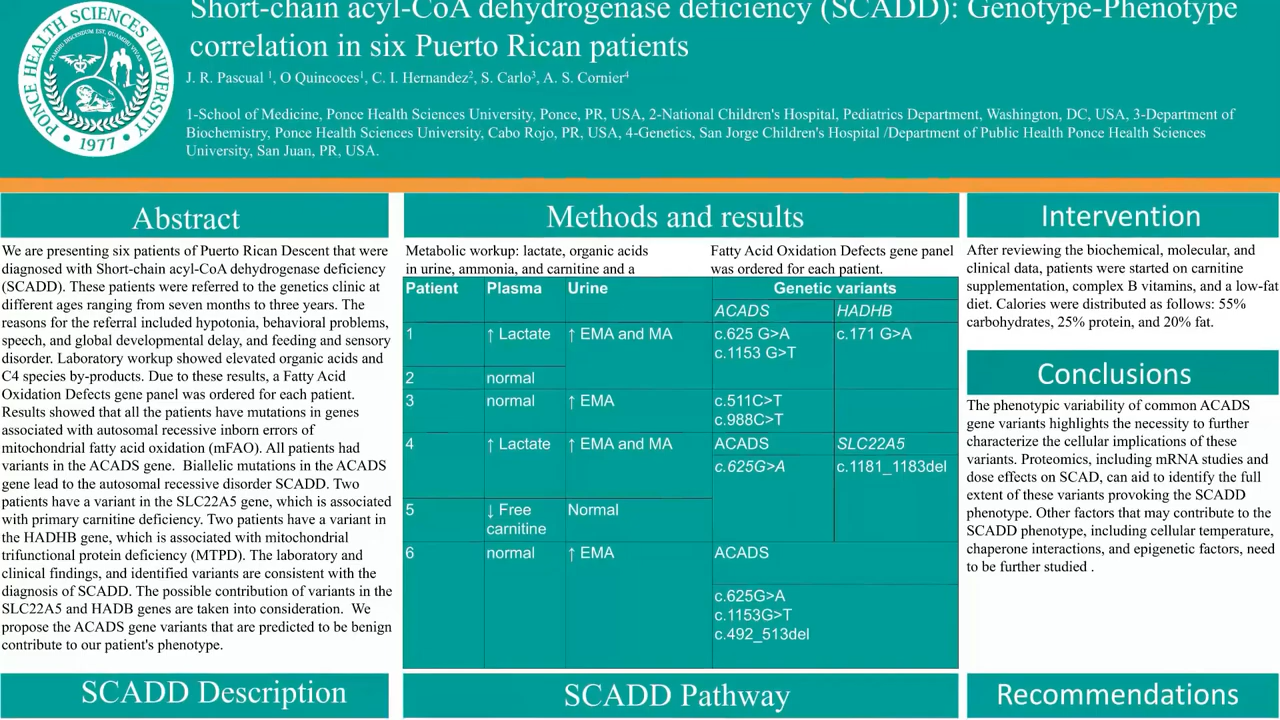 Short-chain acyl-CoA dehydrogenase deficiency (SCADD): Genotype-Phenotype
correlation in six Puerto Rican patients
J. R. Pascual 1, O Quincoces1, C. I. Hernandez2, S. Carlo3, A. S. Cornier4
1-School of Medicine, Ponce Health Sciences University, Ponce, PR, USA, 2-National Children's Hospital, Pediatrics Department, Washington, DC, USA, 3-Department of
Biochemistry, Ponce Health Sciences University, Cabo Rojo, PR, USA, 4-Genetics, San Jorge Children's Hospital /Department of Public Health Ponce Health Sciences
University, San Juan, PR, USA.
PONCE HEALTH SCIENCES UNIVERSITY
• 1977 •
Abstract
We are presenting six patients of Puerto Rican Descent that were
diagnosed with Short-chain acyl-CoA dehydrogenase deficiency
(SCADD). These patients were referred to the genetics clinic at
different ages ranging from seven months to three years. The
reasons for the referral included hypotonia, behavioral problems,
speech, and global developmental delay, and feeding and sensory
disorder. Laboratory workup showed elevated organic acids and
C4 species by-products. Due to these results, a Fatty Acid
Oxidation Defects gene panel was ordered for each patient.
Results showed that all the patients have mutations in genes
associated with autosomal recessive inborn errors of
mitochondrial fatty acid oxidation (mFAO). All patients had
variants in the ACADS gene. Biallelic mutations in the ACADS
gene lead to the autosomal recessive disorder SCADD. Two
patients have a variant in the SLC22A5 gene, which is associated
with primary carnitine deficiency. Two patients have a variant in
the HADHB gene, which is associated with mitochondrial
trifunctional protein deficiency (MTPD). The laboratory and
clinical findings, and identified variants are consistent with the
diagnosis of SCADD. The possible contribution of variants in the
SLC22A5 and HADB genes are taken into consideration. We
propose the ACADS gene variants that are predicted to be benign
contribute to our patient's phenotype.
SCADD Description
Methods and results
Metabolic workup: lactate, organic acids
in urine, ammonia, and carnitine and a
Fatty Acid Oxidation Defects gene panel
was ordered for each patient.
Patient Plasma Urine Genetic variants
ACADS HADHB
1 ↑ Lactate ↑ EMA and MA c.625 G>A c.171 G>A
c.1153 G>T
2 normal
3 normal ↑ EMA c.511C>T
c.988C>T
4 ↑ Lactate ↑ EMA and MA ACADS SLC22A5
c.625G>A c.1181_1183del
5 ↓ Free Normal
carnitine
6 normal ↑ EMA ACADS
c.625G>A
c.1153G>T
c.492_513del
SCADD Pathway
Intervention
After reviewing the biochemical, molecular, and
clinical data, patients were started on carnitine
supplementation, complex B vitamins, and a low-fat
diet. Calories were distributed as follows: 55%
carbohydrates, 25% protein, and 20% fat.
Conclusions
The phenotypic variability of common ACADS
gene variants highlights the necessity to further
characterize the cellular implications of these
variants. Proteomics, including mRNA studies and
dose effects on SCAD, can aid to identify the full
extent of these variants provoking the SCADD
phenotype. Other factors that may contribute to the
SCADD phenotype, including cellular temperature,
chaperone interactions, and epigenetic factors, need
to be further studied .
Recommendations